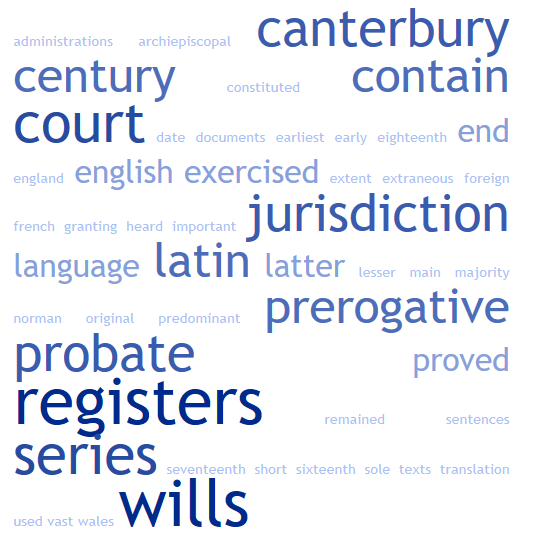 administrations archiepiscopal canterbury
century constituted contain
court date documents earliest early eighteenth end
england english exercised extent extraneous foreign
french granting heard important jurisdiction
language latin latter lesser main majority
norman original predominant prerogative
probate proved
registers remained sentences
series seventeenth short sixteenth sole texts translation
used vast wales wills